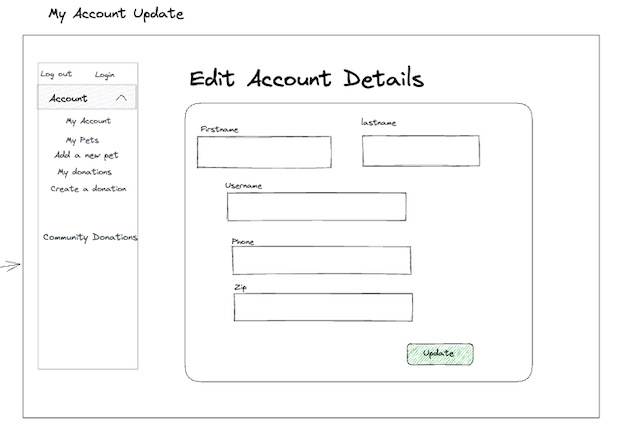 My Account Update
Log out Login
Account
My Account
My Pets
Add a new pet
My donations
Create a donation
Community Donations
Edit Account Details
Firstname lastname
Username
Phone
Zip
Update